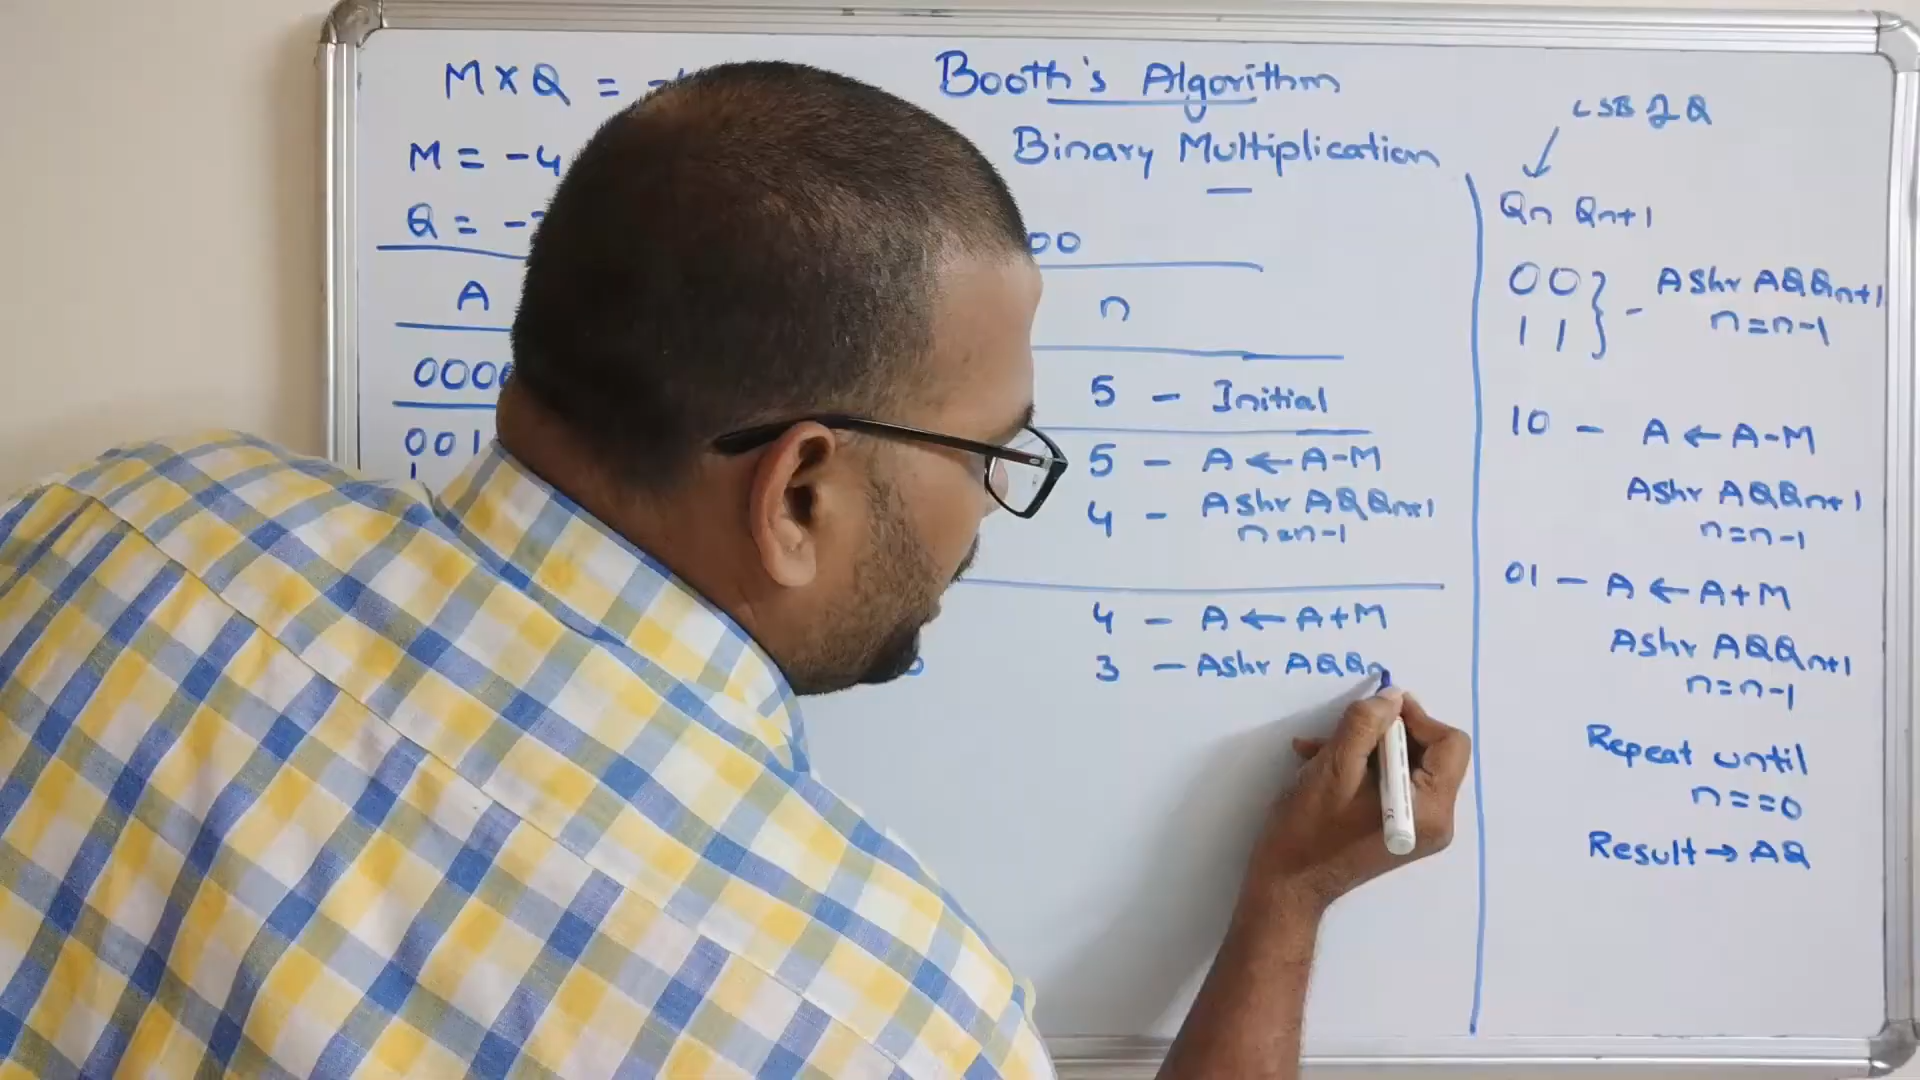 Booth's Algorithm
Binary Multiplication
M×Q =
M = -4
Q = -
00
A n
000 5 - Initial
001 5 - A ← A-M
4 - Ashr AQQn+1
n=n-1
4 - A ← A+M
3 - Ashr AQQn
LSB of Q
Qn Qn+1
00 } - Ashr AQQn+1
11 n=n-1
10 - A ← A-M
Ashr AQQn+1
n=n-1
01 - A ← A+M
Ashr AQQn+1
n=n-1
Repeat until
n==0
Result → AQ